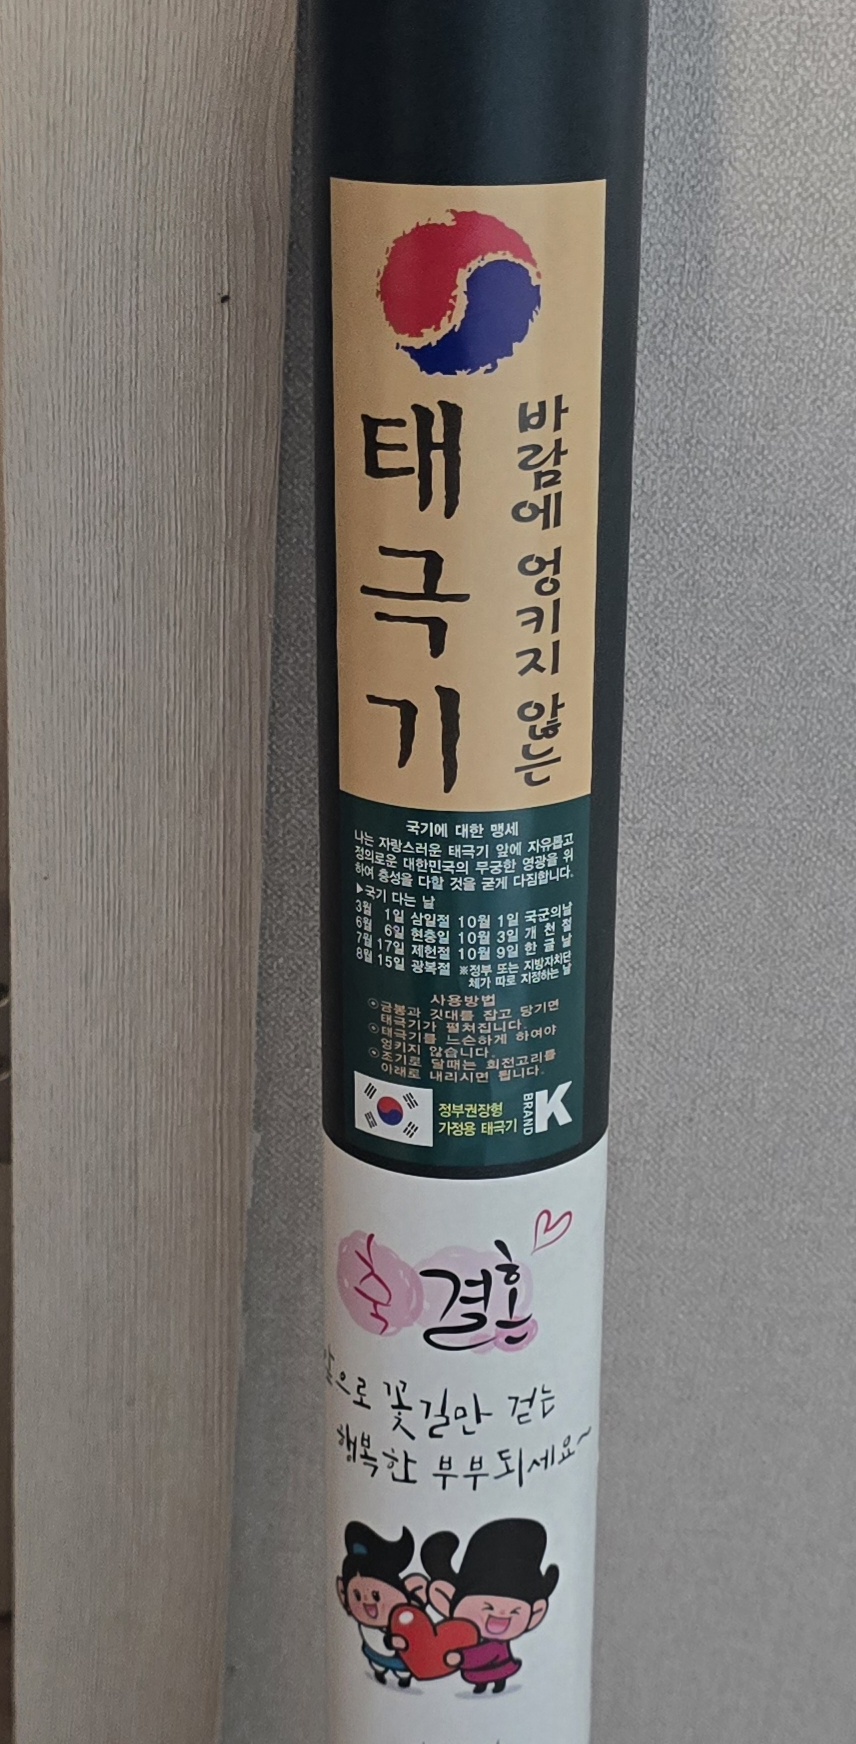 바람에 엉키지 않는
태극기
국기에 대한 맹세
나는 자랑스러운 태극기 앞에 자유롭고
정의로운 대한민국의 무궁한 영광을 위
하여 충성을 다할 것을 굳게 다짐합니다.
▶국기 다는 날
3월 1일 삼일절 10월 1일 국군의날
6월 6일 현충일 10월 3일 개 천 절
7월 17일 제헌절 10월 9일 한 글 날
8월 15일 광복절 ※정부 또는 지방자치단
체가 따로 지정하는 날
사용방법
⊙금봉과 깃대를 잡고 당기면
태극기가 펼쳐집니다.
⊙태극기를 느슨하게 하여야
엉키지 않습니다.
⊙조기로 달때는 회전고리를
아래로 내리시면 됩니다.
정부권장형
가정용 태극기
BRAND K
축 결혼
앞으로 꽃길만 걷는
행복한 부부되세요~